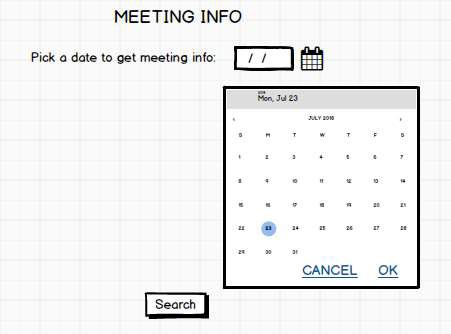 MEETING INFO
Pick a date to get meeting info: / /
2018
Mon, Jul 23
‹ JULY 2018 ›
S M T W T F S
1 2 3 4 5 6 7
8 9 10 11 12 13 14
15 16 17 18 19 20 21
22 23 24 25 26 27 28
29 30 31
CANCEL OK
Search